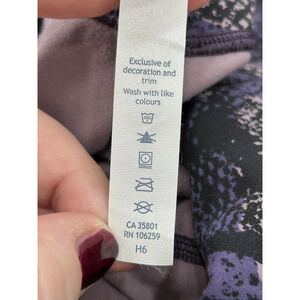 Exclusive of
decoration and
trim
Wash with like
colours
CA 35801
RN 106259
H6